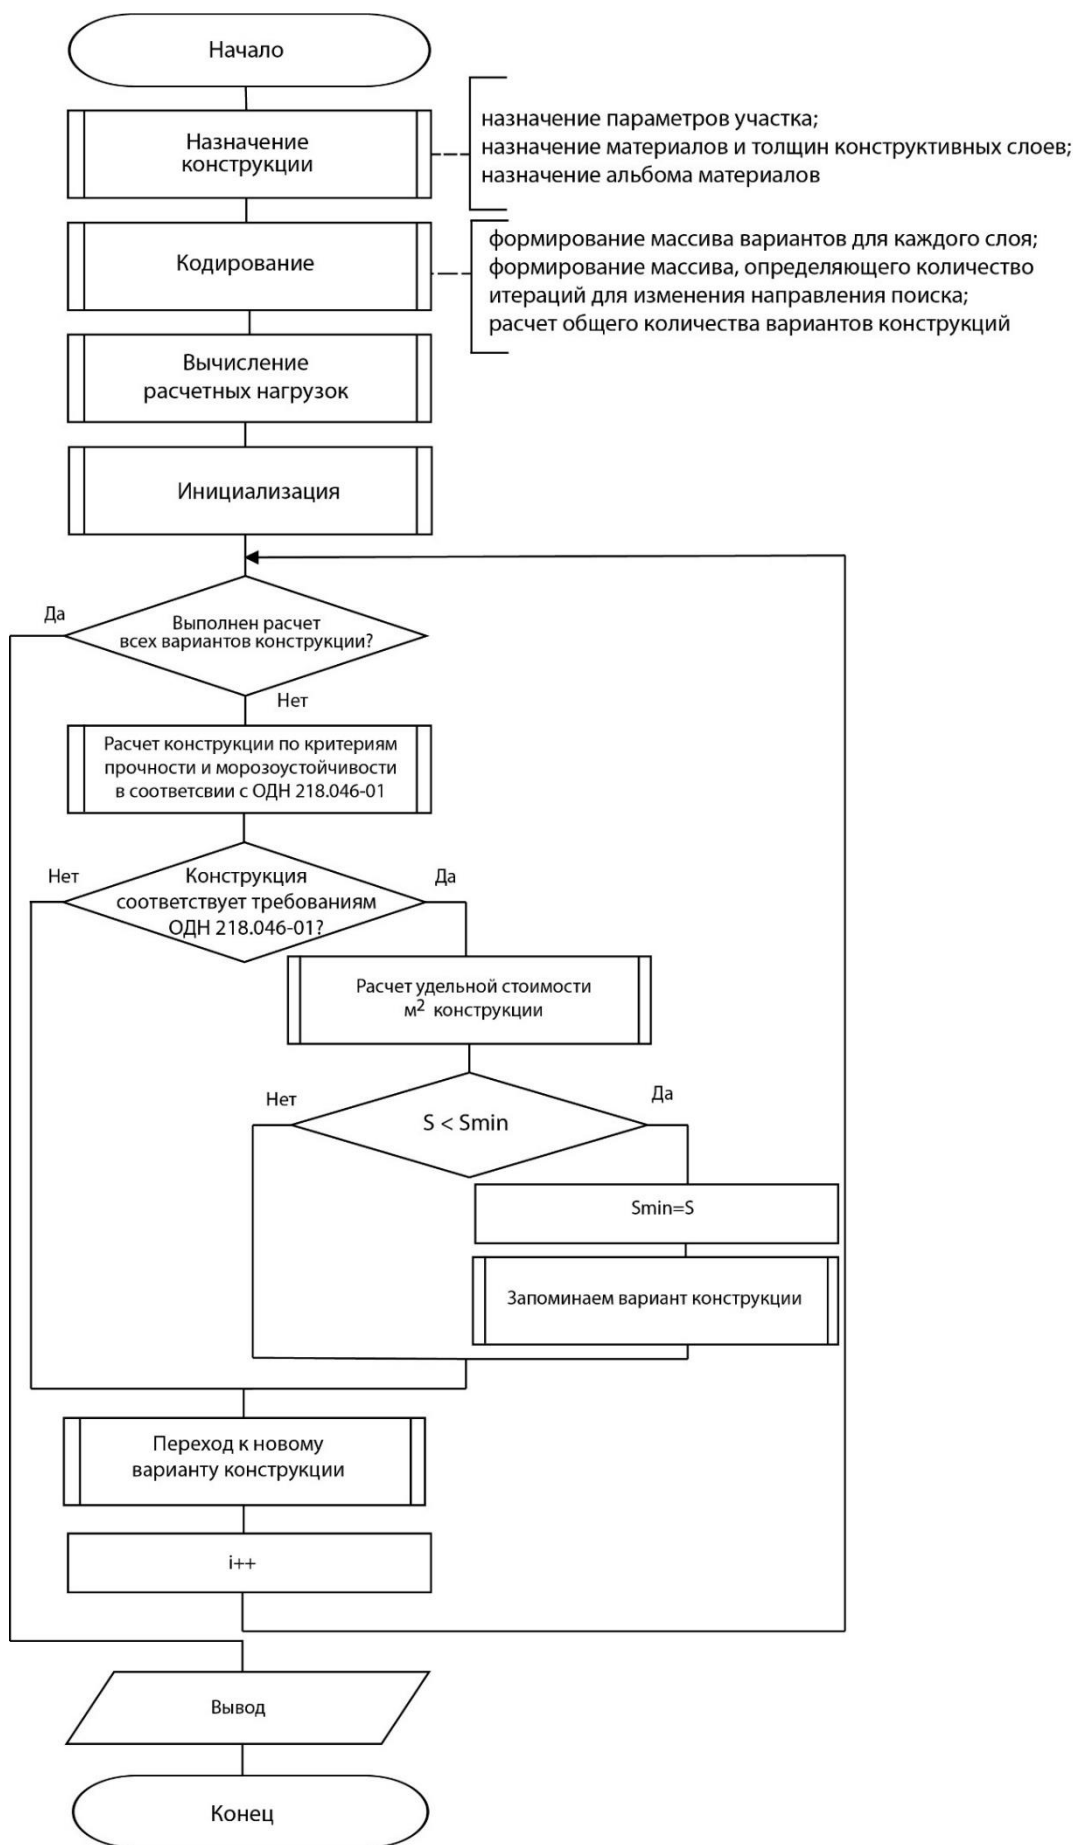 Начало
Назначение
конструкции
назначение параметров участка;
назначение материалов и толщин конструктивных слоев;
назначение альбома материалов
Кодирование
формирование массива вариантов для каждого слоя;
формирование массива, определяющего количество
итераций для изменения направления поиска;
расчет общего количества вариантов конструкций
Вычисление
расчетных нагрузок
Инициализация
Да
Выполнен расчет
всех вариантов конструкции?
Нет
Расчет конструкции по критериям
прочности и морозоустойчивости
в соответсвии с ОДН 218.046-01
Нет
Конструкция
соответствует требованиям
ОДН 218.046-01?
Да
Расчет удельной стоимости
м² конструкции
Нет
S < Smin
Да
Smin=S
Запоминаем вариант конструкции
Переход к новому
варианту конструкции
i++
Вывод
Конец